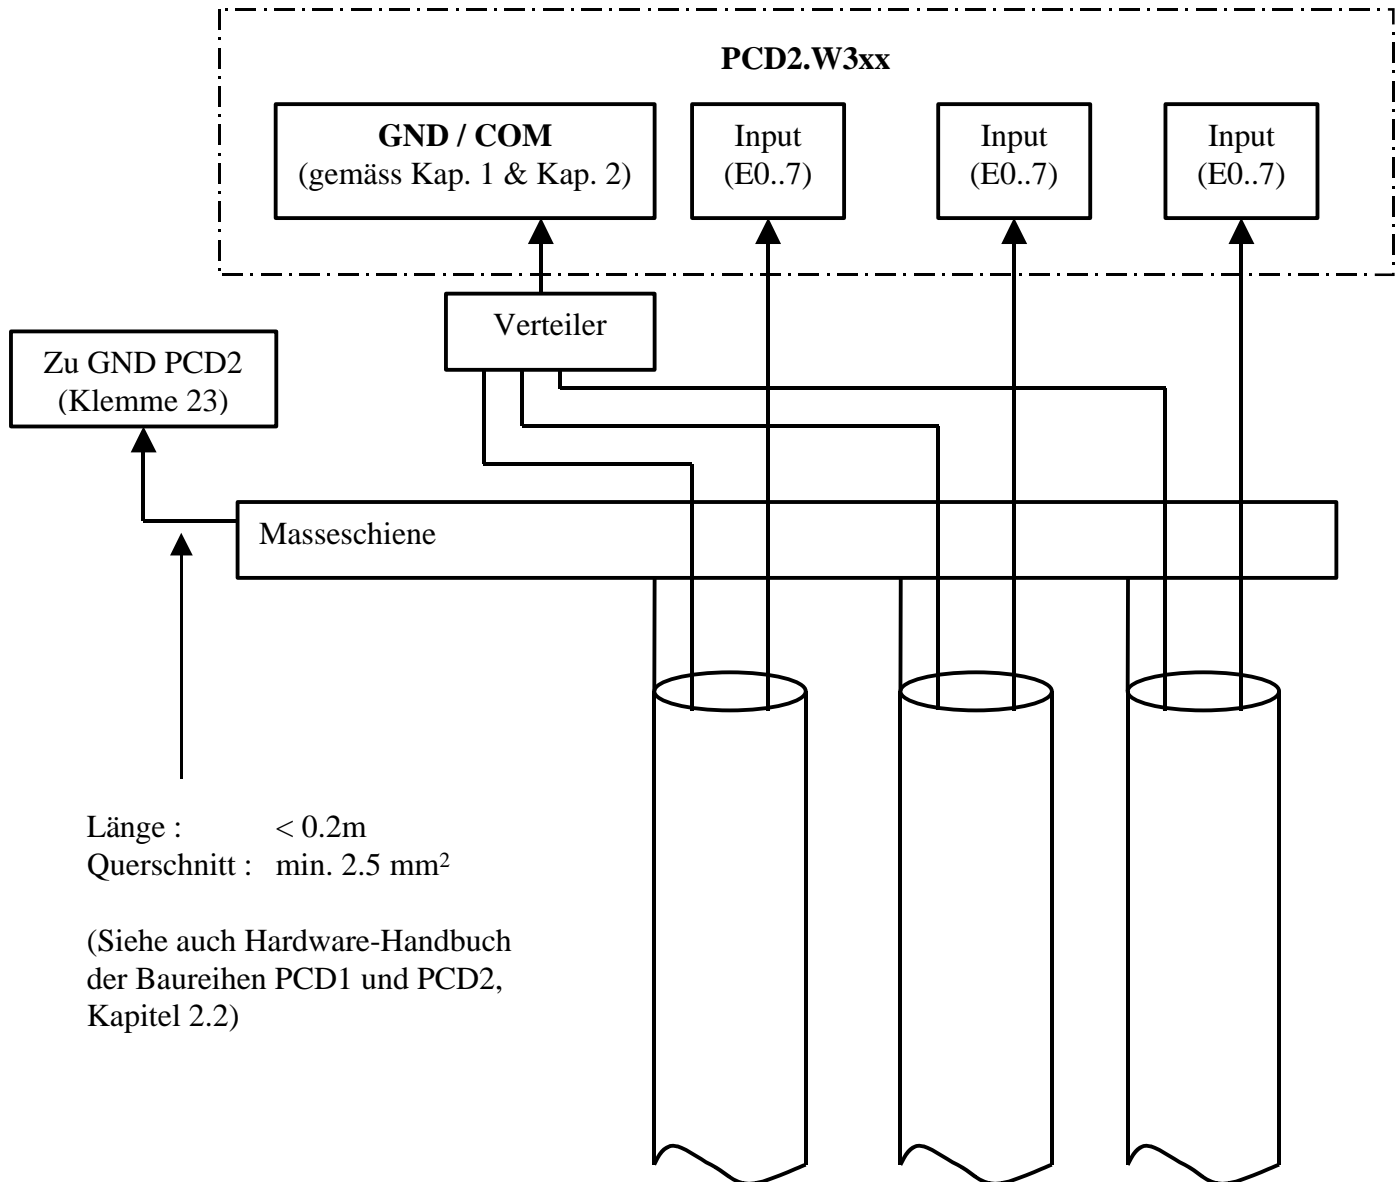 PCD2.W3xx
GND / COM
(gemäss Kap. 1 & Kap. 2)
Input
(E0..7)
Input
(E0..7)
Input
(E0..7)
Verteiler
Zu GND PCD2
(Klemme 23)
Masseschiene
Länge : < 0.2m
Querschnitt : min. 2.5 mm²
(Siehe auch Hardware-Handbuch
der Baureihen PCD1 und PCD2,
Kapitel 2.2)